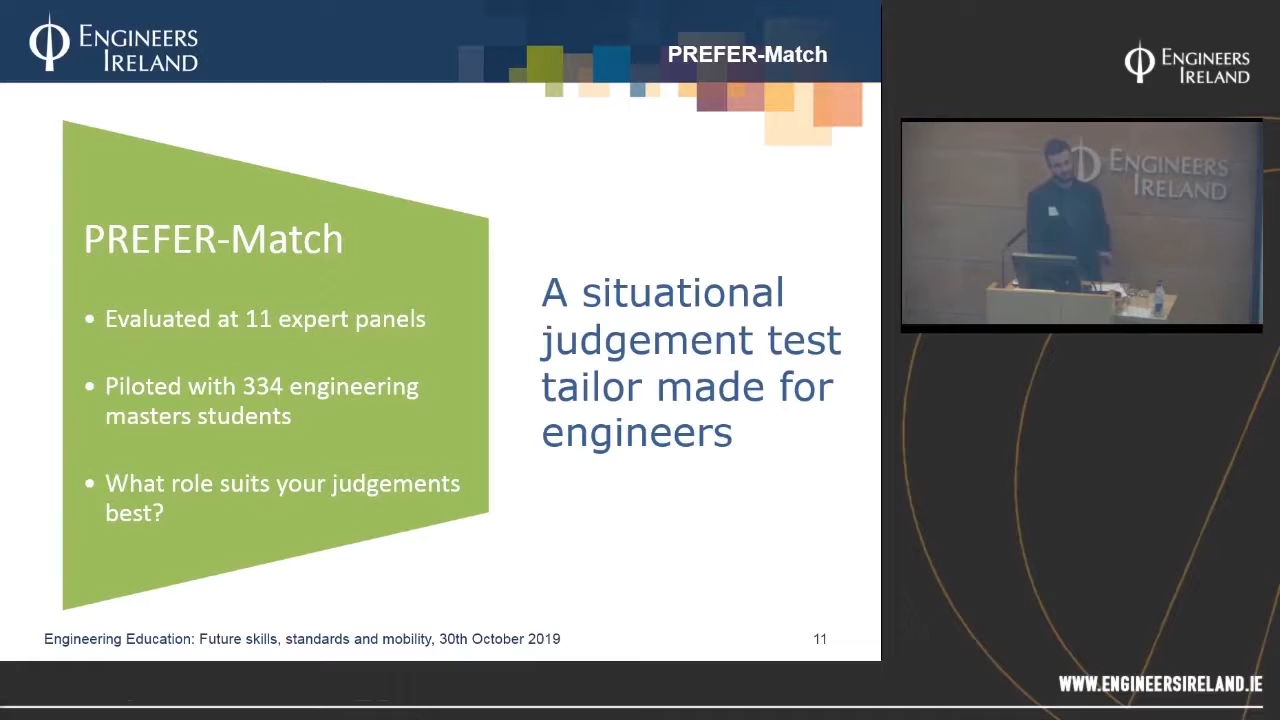 ENGINEERS
IRELAND
PREFER-Match
ENGINEERS
IRELAND
PREFER-Match
• Evaluated at 11 expert panels
• Piloted with 334 engineering
masters students
• What role suits your judgements
best?
A situational
judgement test
tailor made for
engineers
ENGINEERS
IRELAND
Engineering Education: Future skills, standards and mobility, 30th October 2019
11
WWW.ENGINEERSIRELAND.IE